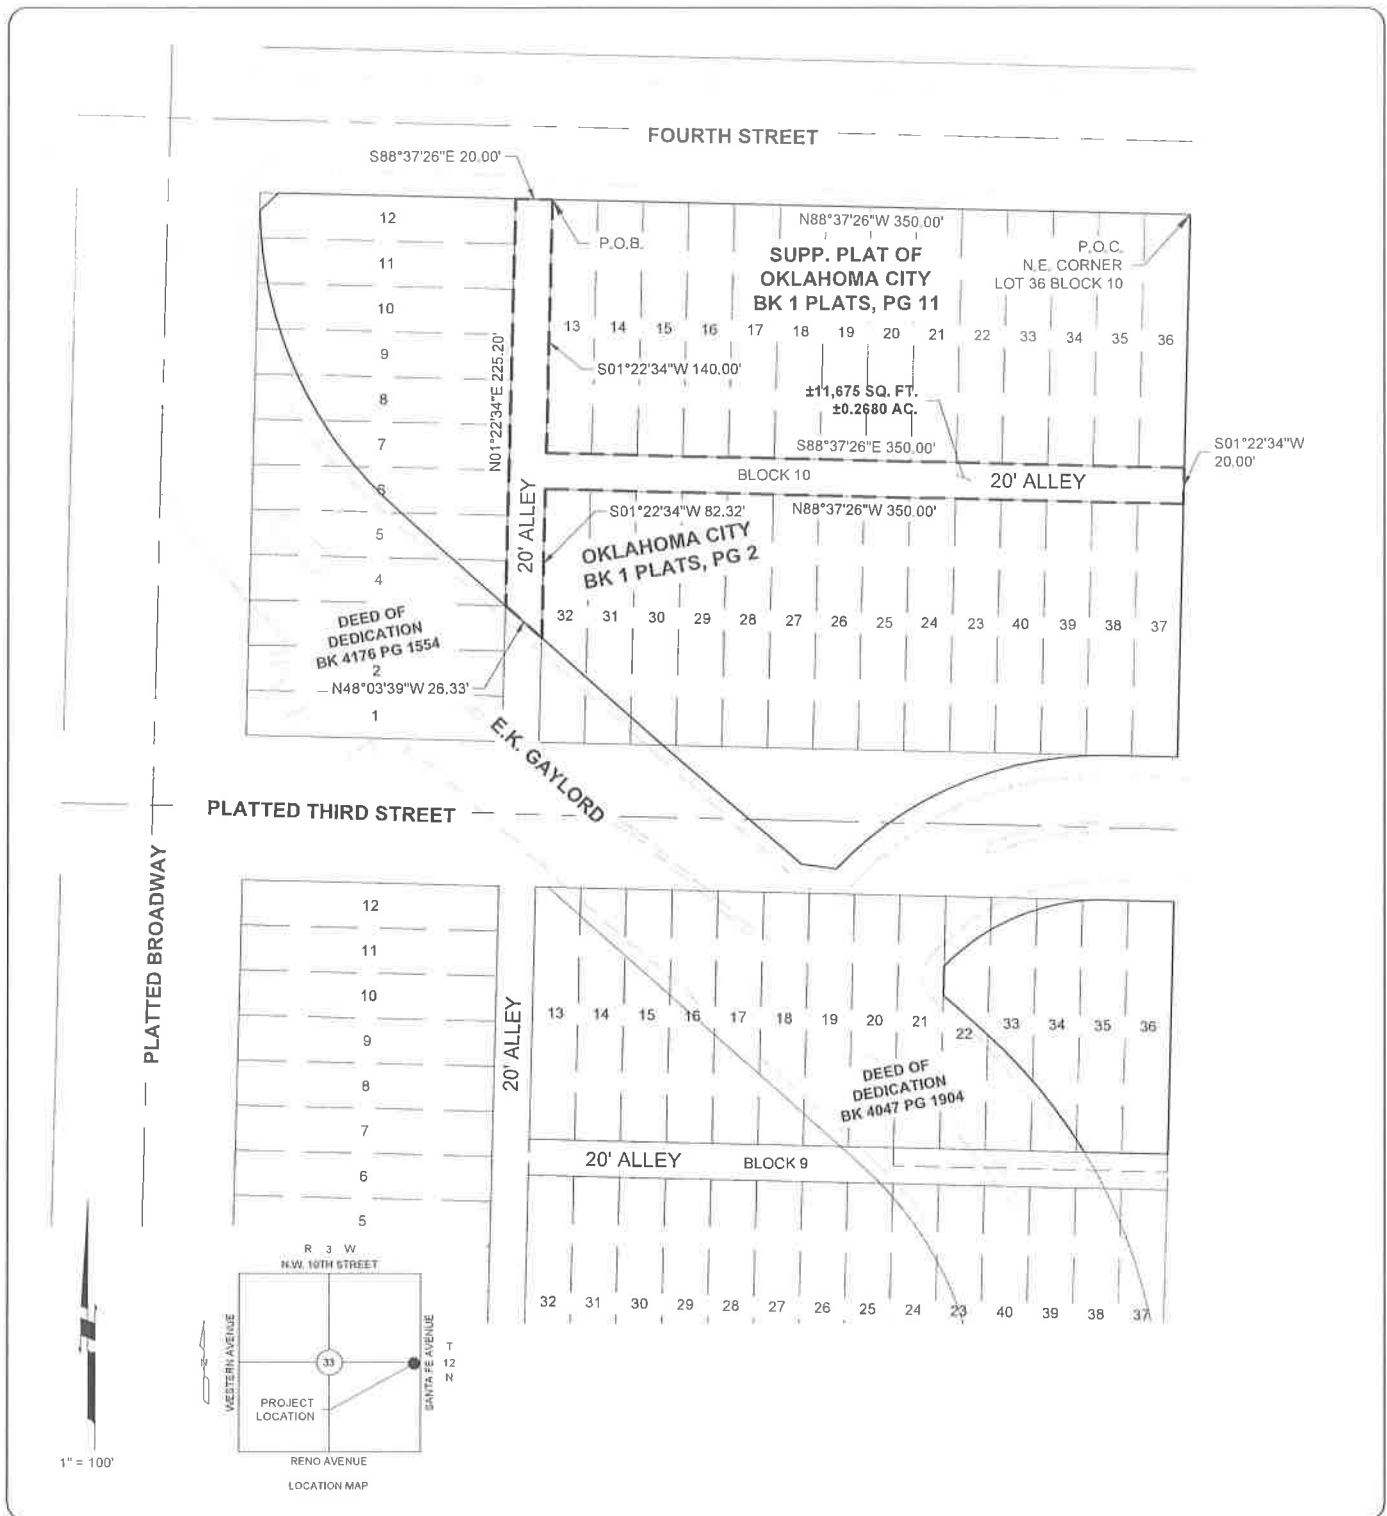 FOURTH STREET
S88°37'26"E 20.00'
12
11
10
9
8
7
6
5
4
DEED OF
DEDICATION
BK 4176 PG 1554
2
N48°03'39"W 26.33'
1
N01°22'34"E 225.20'
20' ALLEY
P.O.B.
N88°37'26"W 350.00'
SUPP. PLAT OF
OKLAHOMA CITY
BK 1 PLATS, PG 11
P.O.C.
N.E. CORNER
LOT 36 BLOCK 10
13 14 15 16 17 18 19 20 21 22 33 34 35 36
S01°22'34"W 140.00'
±11,675 SQ. FT.
±0.2680 AC.
S88°37'26"E 350.00'
S01°22'34"W
20.00'
BLOCK 10
20' ALLEY
S01°22'34"W 82.32'
N88°37'26"W 350.00'
OKLAHOMA CITY
BK 1 PLATS, PG 2
32 31 30 29 28 27 26 25 24 23 40 39 38 37
E.K. GAYLORD
PLATTED THIRD STREET
PLATTED BROADWAY
12
11
10
9
8
7
6
5
20' ALLEY
13 14 15 16 17 18 19 20 21 22 33 34 35 36
DEED OF
DEDICATION
BK 4047 PG 1904
20' ALLEY
BLOCK 9
32 31 30 29 28 27 26 25 24 23 40 39 38 37
R 3 W
N.W. 10TH STREET
WESTERN AVENUE
N
33
SANTA FE AVENUE
T
12
N
PROJECT
LOCATION
RENO AVENUE
LOCATION MAP
1" = 100'